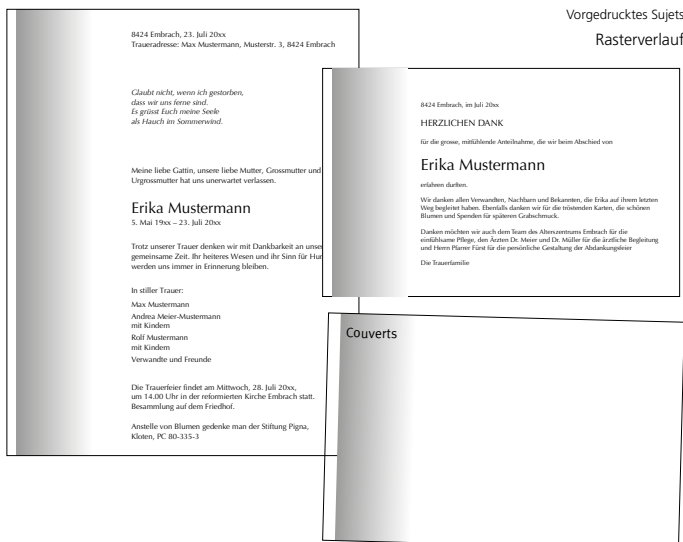 Vorgedrucktes Sujets
Rasterverlauf
8424 Embrach, 23. Juli 20xx
Traueradresse: Max Mustermann, Musterstr. 3, 8424 Embrach
Glaubt nicht, wenn ich gestorben,
dass wir uns ferne sind.
Es grüsst Euch meine Seele
als Hauch im Sommerwind.
Meine liebe Gattin, unsere liebe Mutter, Grossmutter und
Urgrossmutter hat uns unerwartet verlassen.
Erika Mustermann
5. Mai 19xx – 23. Juli 20xx
Trotz unserer Trauer denken wir mit Dankbarkeit an
gemeinsame Zeit. Ihr heiteres Wesen und ihr Sinn für
werden uns immer in Erinnerung bleiben.
In stiller Trauer:
Max Mustermann
Andrea Meier-Mustermann
mit Kindern
Rolf Mustermann
mit Kindern
Verwandte und Freunde
Die Trauerfeier findet am Mittwoch, 28. Juli 20xx,
um 14.00 Uhr in der reformierten Kirche Embrach statt.
Besammlung auf dem Friedhof.
Anstelle von Blumen gedenke man der Stiftung Pigna,
Kloten, PC 80-335-3
8424 Embrach, im Juli 20xx
HERZLICHEN DANK
für die grosse, mitfühlende Anteilnahme, die wir beim Abschied von
Erika Mustermann
erfahren durften.
Wir danken allen Verwandten, Nachbarn und Bekannten, die Erika auf ihrem letzten
Weg begleitet haben. Ebenfalls danken wir für die tröstenden Karten, die schönen
Blumen und Spenden für späteren Grabschmuck.
Danken möchten wir auch dem Team des Alterszentrums Embrach für die
einfühlsame Pflege, den Ärzten Dr. Meier und Dr. Müller für die ärztliche Begleitung
und Herrn Pfarrer Fürst für die persönliche Gestaltung der Abdankungsfeier
Die Trauerfamilie
Couverts